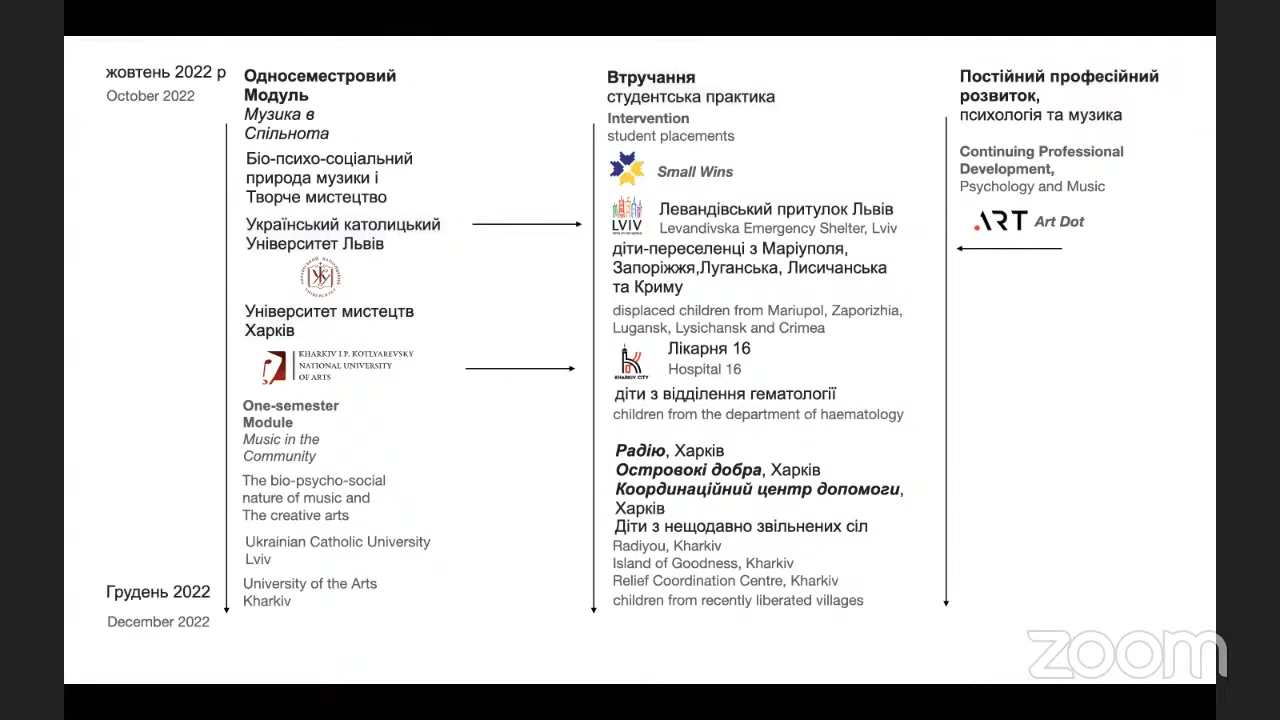 жовтень 2022 р
October 2022
Грудень 2022
December 2022
Односеместровий
Модуль
Музика в
Спільнота
Біо-психо-соціальний
природа музики і
Творче мистецтво
Український католицький
Університет Львів
Університет мистецтв
Харків
KHARKIV I.P. KOTLYAREVSKY
NATIONAL UNIVERSITY
OF ARTS
One-semester
Module
Music in the
Community
The bio-psycho-social
nature of music and
The creative arts
Ukrainian Catholic University
Lviv
University of the Arts
Kharkiv
Втручання
студентська практика
Intervention
student placements
Small Wins
LVIV
Левандівський притулок Львів
Levandivska Emergency Shelter, Lviv
діти-переселенці з Маріуполя,
Запоріжжя,Луганська, Лисичанська
та Криму
displaced children from Mariupol, Zaporizhia,
Lugansk, Lysichansk and Crimea
KHARKIV CITY
Лікарня 16
Hospital 16
діти з відділення гематології
children from the department of haematology
Радію, Харків
Островокі добра, Харків
Координаційний центр допомоги,
Харків
Діти з нещодавно звільнених сіл
Radiyou, Kharkiv
Island of Goodness, Kharkiv
Relief Coordination Centre, Kharkiv
children from recently liberated villages
Постійний професійний
розвиток,
психологія та музика
Continuing Professional
Development,
Psychology and Music
.ART Art Dot
zoom